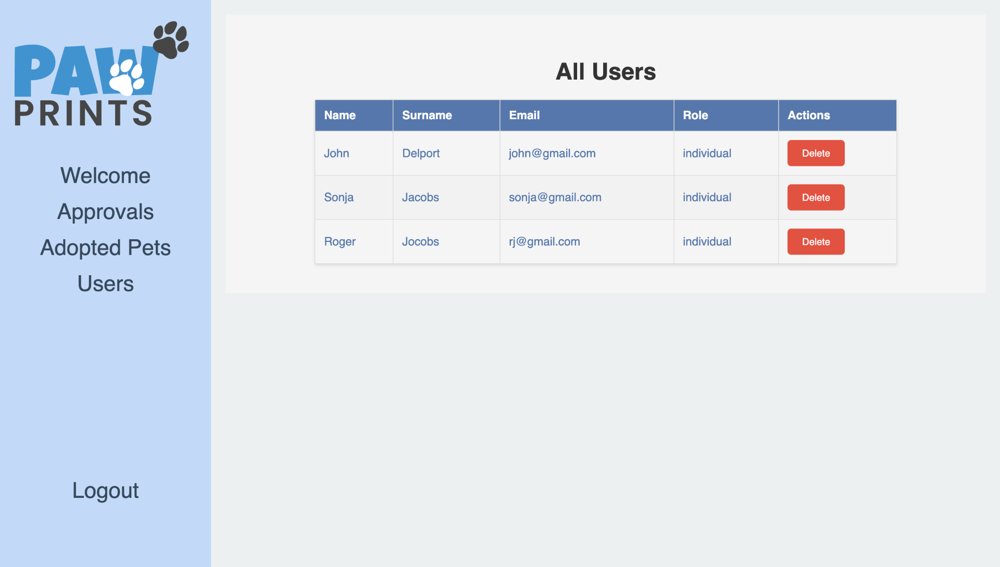 PAW
PRINTS
Welcome
Approvals
Adopted Pets
Users
Logout
All Users
Name Surname Email Role Actions
John Delport john@gmail.com individual Delete
Sonja Jacobs sonja@gmail.com individual Delete
Roger Jocobs rj@gmail.com individual Delete